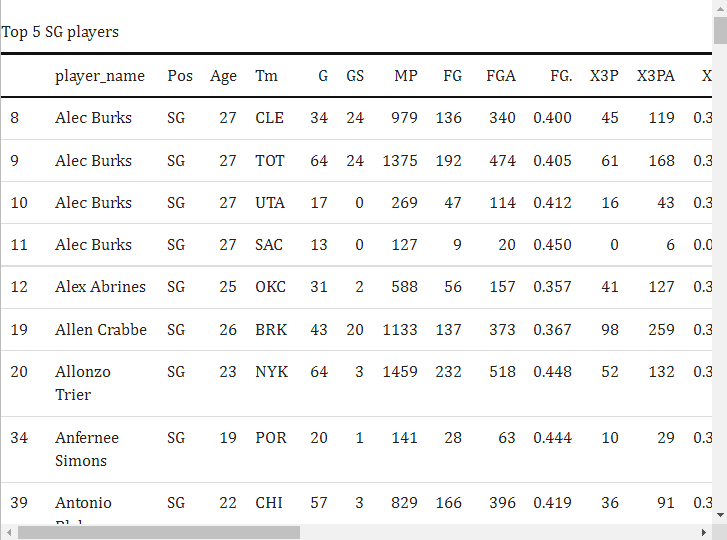 Top 5 SG players
player_name Pos Age Tm G GS MP FG FGA FG. X3P X3PA X
8 Alec Burks SG 27 CLE 34 24 979 136 340 0.400 45 119 0.3
9 Alec Burks SG 27 TOT 64 24 1375 192 474 0.405 61 168 0.3
10 Alec Burks SG 27 UTA 17 0 269 47 114 0.412 16 43 0.3
11 Alec Burks SG 27 SAC 13 0 127 9 20 0.450 0 6 0.0
12 Alex Abrines SG 25 OKC 31 2 588 56 157 0.357 41 127 0.3
19 Allen Crabbe SG 26 BRK 43 20 1133 137 373 0.367 98 259 0.3
20 Allonzo SG 23 NYK 64 3 1459 232 518 0.448 52 132 0.3
Trier
34 Anfernee SG 19 POR 20 1 141 28 63 0.444 10 29 0.3
Simons
39 Antonio SG 22 CHI 57 3 829 166 396 0.419 36 91 0.3